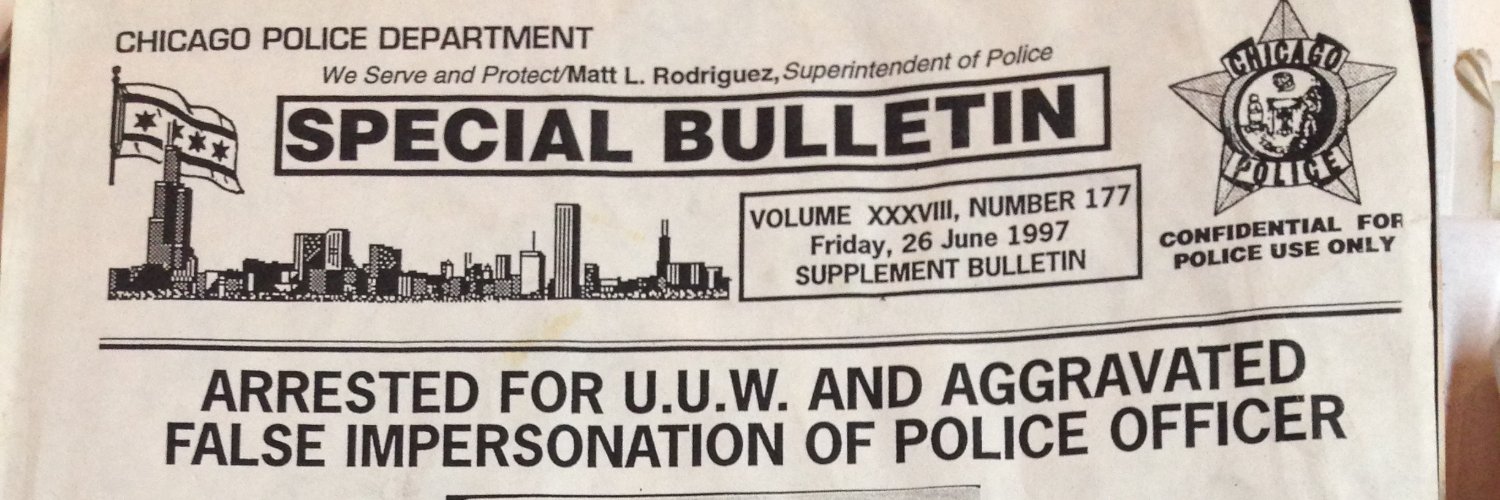 CHICAGO POLICE DEPARTMENT
We Serve and Protect/Matt L. Rodriguez, Superintendent of Police
SPECIAL BULLETIN
VOLUME XXXVIII, NUMBER 177
Friday, 26 June 1997
SUPPLEMENT BULLETIN
CHICAGO
POLICE
CONFIDENTIAL FOR
POLICE USE ONLY
ARRESTED FOR U.U.W. AND AGGRAVATED
FALSE IMPERSONATION OF POLICE OFFICER